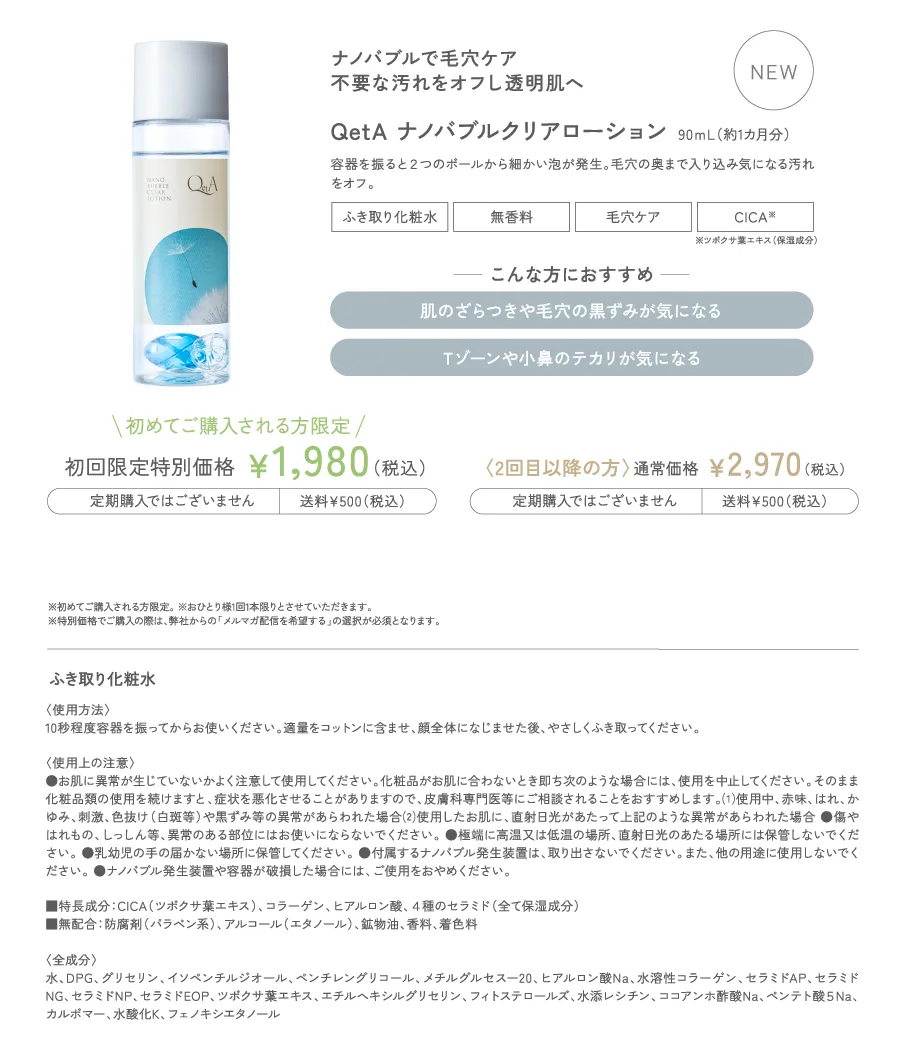 ナノバブルで毛穴ケア
不要な汚れをオフし透明肌へ
NEW
QetA ナノバブルクリアローション 90mL（約1カ月分）
容器を振ると２つのボールから細かい泡が発生。毛穴の奥まで入り込み気になる汚れ
をオフ。
ふき取り化粧水 無香料 毛穴ケア CICA※
※ツボクサ葉エキス（保湿成分）
こんな方におすすめ
肌のざらつきや毛穴の黒ずみが気になる
Tゾーンや小鼻のテカリが気になる
NANO
BUBBLE
CLEAR
LOTION
QetA
\ 初めてご購入される方限定 /
初回限定特別価格 ¥1,980（税込）
定期購入ではございません 送料¥500（税込）
〈2回目以降の方〉通常価格 ¥2,970（税込）
定期購入ではございません 送料¥500（税込）
※初めてご購入される方限定。 ※おひとり様1回1本限りとさせていただきます。
※特別価格でご購入の際は、弊社からの「メルマガ配信を希望する」の選択が必須となります。
ふき取り化粧水
〈使用方法〉
10秒程度容器を振ってからお使いください。適量をコットンに含ませ、顔全体になじませた後、やさしくふき取ってください。
〈使用上の注意〉
●お肌に異常が生じていないかよく注意して使用してください。化粧品がお肌に合わないとき即ち次のような場合には、使用を中止してください。そのまま
化粧品類の使用を続けますと、症状を悪化させることがありますので、皮膚科専門医等にご相談されることをおすすめします。(1)使用中、赤味、はれ、か
ゆみ、刺激、色抜け（白斑等）や黒ずみ等の異常があらわれた場合(2)使用したお肌に、直射日光があたって上記のような異常があらわれた場合 ●傷や
はれもの、しっしん等、異常のある部位にはお使いにならないでください。 ●極端に高温又は低温の場所、直射日光のあたる場所には保管しないでくだ
さい。 ●乳幼児の手の届かない場所に保管してください。 ●付属するナノバブル発生装置は、取り出さないでください。また、他の用途に使用しないでく
ださい。 ●ナノバブル発生装置や容器が破損した場合には、ご使用をおやめください。
■特長成分：CICA（ツボクサ葉エキス）、コラーゲン、ヒアルロン酸、４種のセラミド（全て保湿成分）
■無配合：防腐剤（パラベン系）、アルコール（エタノール）、鉱物油、香料、着色料
〈全成分〉
水、DPG、グリセリン、イソペンチルジオール、ペンチレングリコール、メチルグルセス－20、ヒアルロン酸Na、水溶性コラーゲン、セラミドAP、セラミド
NG、セラミドNP、セラミドEOP、ツボクサ葉エキス、エチルヘキシルグリセリン、フィトステロールズ、水添レシチン、ココアンホ酢酸Na、ペンテト酸５Na、
カルボマー、水酸化K、フェノキシエタノール